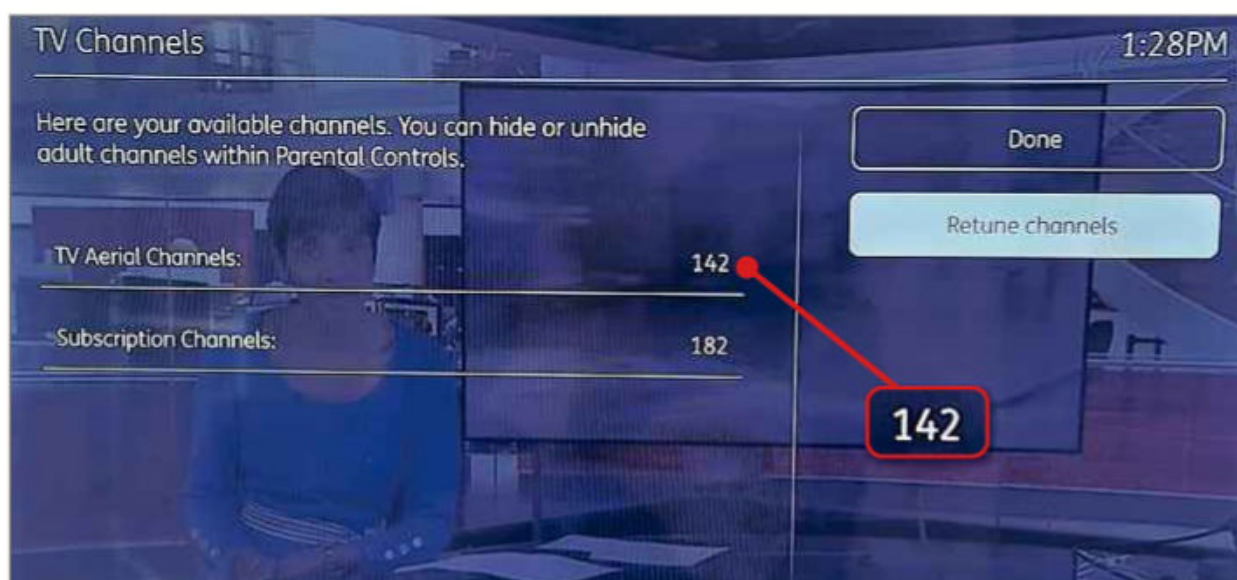 TV Channels
1:28PM
Here are your available channels. You can hide or unhide
adult channels within Parental Controls.
Done
Retune channels
TV Aerial Channels:
142
Subscription Channels:
182
142